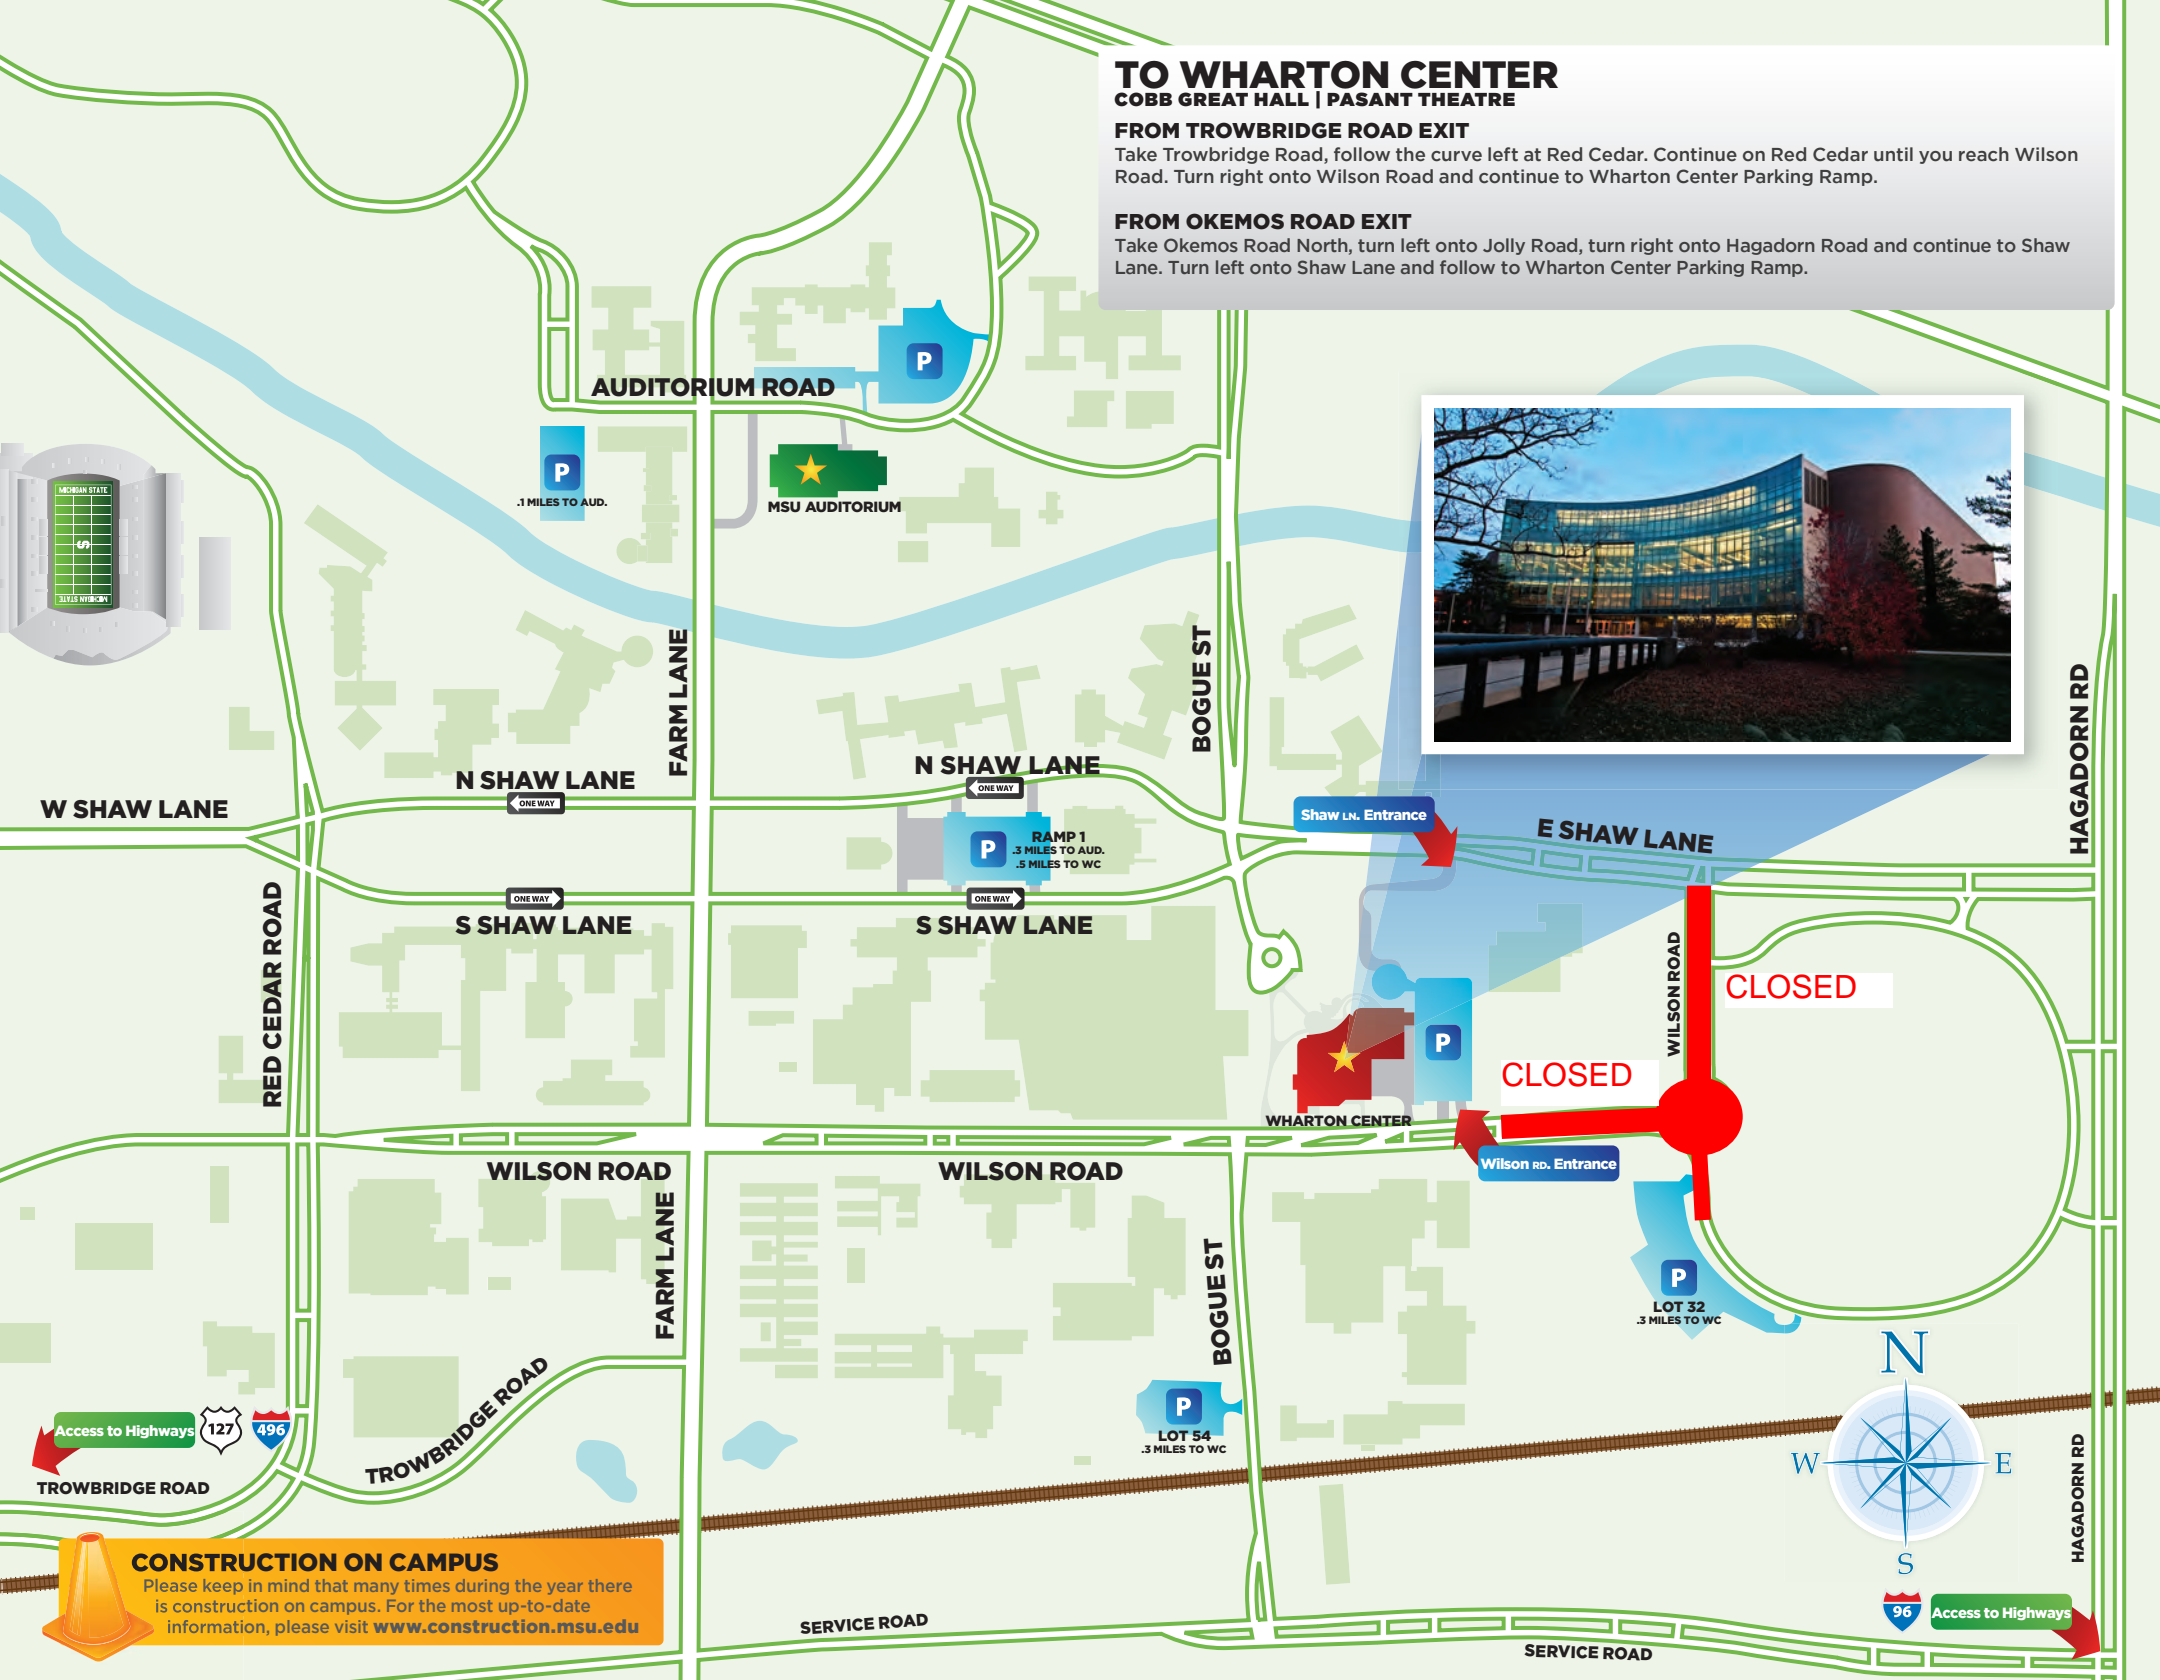 TO WHARTON CENTER
COBB GREAT HALL | PASANT THEATRE
FROM TROWBRIDGE ROAD EXIT
Take Trowbridge Road, follow the curve left at Red Cedar. Continue on Red Cedar until you reach Wilson
Road. Turn right onto Wilson Road and continue to Wharton Center Parking Ramp.
FROM OKEMOS ROAD EXIT
Take Okemos Road North, turn left onto Jolly Road, turn right onto Hagadorn Road and continue to Shaw
Lane. Turn left onto Shaw Lane and follow to Wharton Center Parking Ramp.
P
AUDITORIUM ROAD
P
.1 MILES TO AUD.
MSU AUDITORIUM
MICHIGAN STATE
S
MICHIGAN STATE
FARM LANE
BOGUE ST
HAGADORN RD
N SHAW LANE
ONE WAY
N SHAW LANE
ONE WAY
W SHAW LANE
Shaw LN. Entrance
E SHAW LANE
P
RAMP 1
.3 MILES TO AUD.
.5 MILES TO WC
ONE WAY
S SHAW LANE
ONE WAY
S SHAW LANE
RED CEDAR ROAD
WILSON ROAD
CLOSED
P
CLOSED
WHARTON CENTER
Wilson RD. Entrance
WILSON ROAD
WILSON ROAD
FARM LANE
BOGUE ST
P
LOT 32
.3 MILES TO WC
TROWBRIDGE ROAD
P
LOT 54
.3 MILES TO WC
Access to Highways
127
496
TROWBRIDGE ROAD
N
W
E
S
HAGADORN RD
CONSTRUCTION ON CAMPUS
Please keep in mind that many times during the year there
is construction on campus. For the most up-to-date
information, please visit www.construction.msu.edu
SERVICE ROAD
SERVICE ROAD
96
Access to Highways